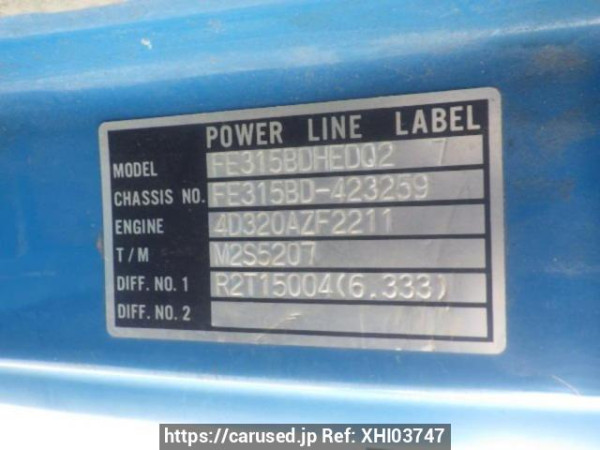 POWER LINE LABEL
MODEL FE315BDHEDQ2 7
CHASSIS NO. FE315BD-423259
ENGINE 4D320AZF2211
T/M M2S5207
DIFF. NO. 1 R2T15004(6.333)
DIFF. NO. 2
https://carused.jp Ref: XHI03747